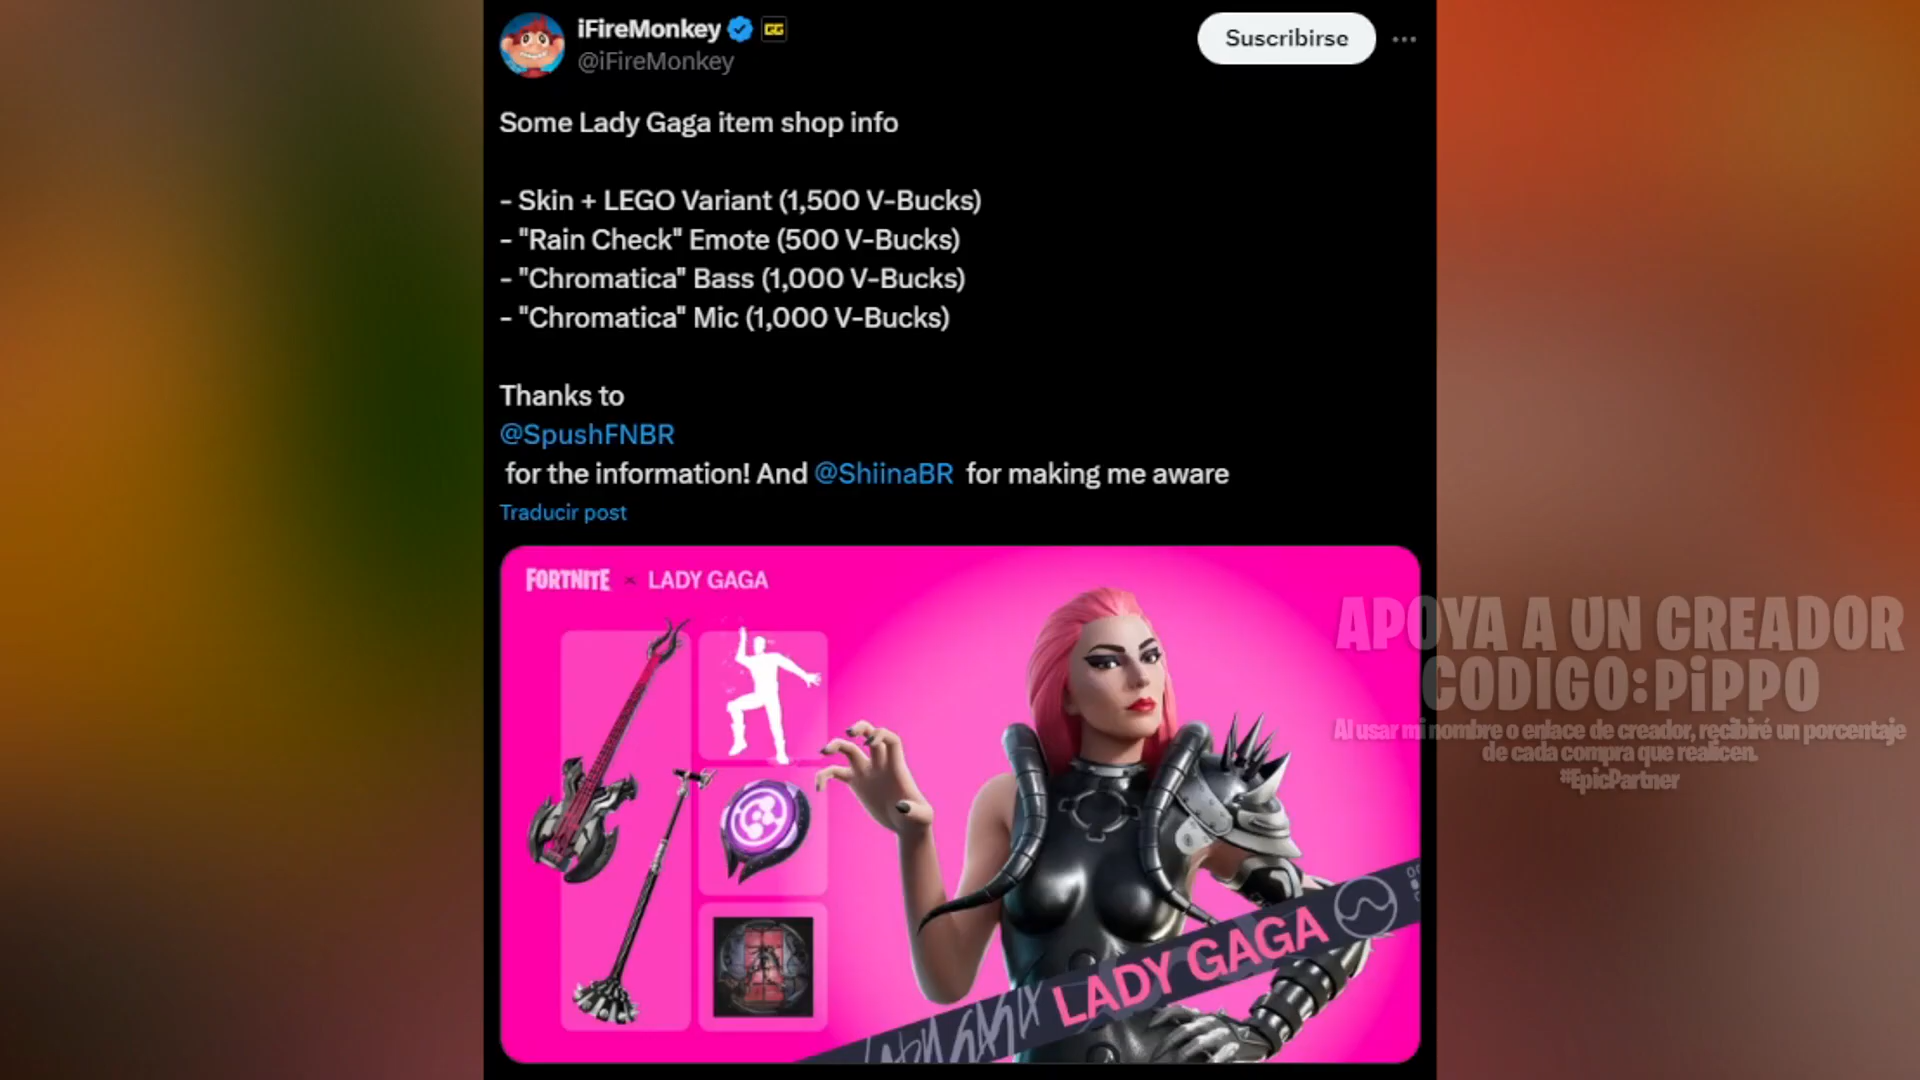 iFireMonkey
@iFireMonkey
Suscribirse
Some Lady Gaga item shop info
- Skin + LEGO Variant (1,500 V-Bucks)
- "Rain Check" Emote (500 V-Bucks)
- "Chromatica" Bass (1,000 V-Bucks)
- "Chromatica" Mic (1,000 V-Bucks)
Thanks to
@SpushFNBR
for the information! And @ShiinaBR for making me aware
Traducir post
FORTNITE × LADY GAGA
LADY GAGA
APOYA A UN CREADOR
CODIGO:PiPPO
Al usar mi nombre o enlace de creador, recibiré un porcentaje
de cada compra que realicen.
#EpicPartner